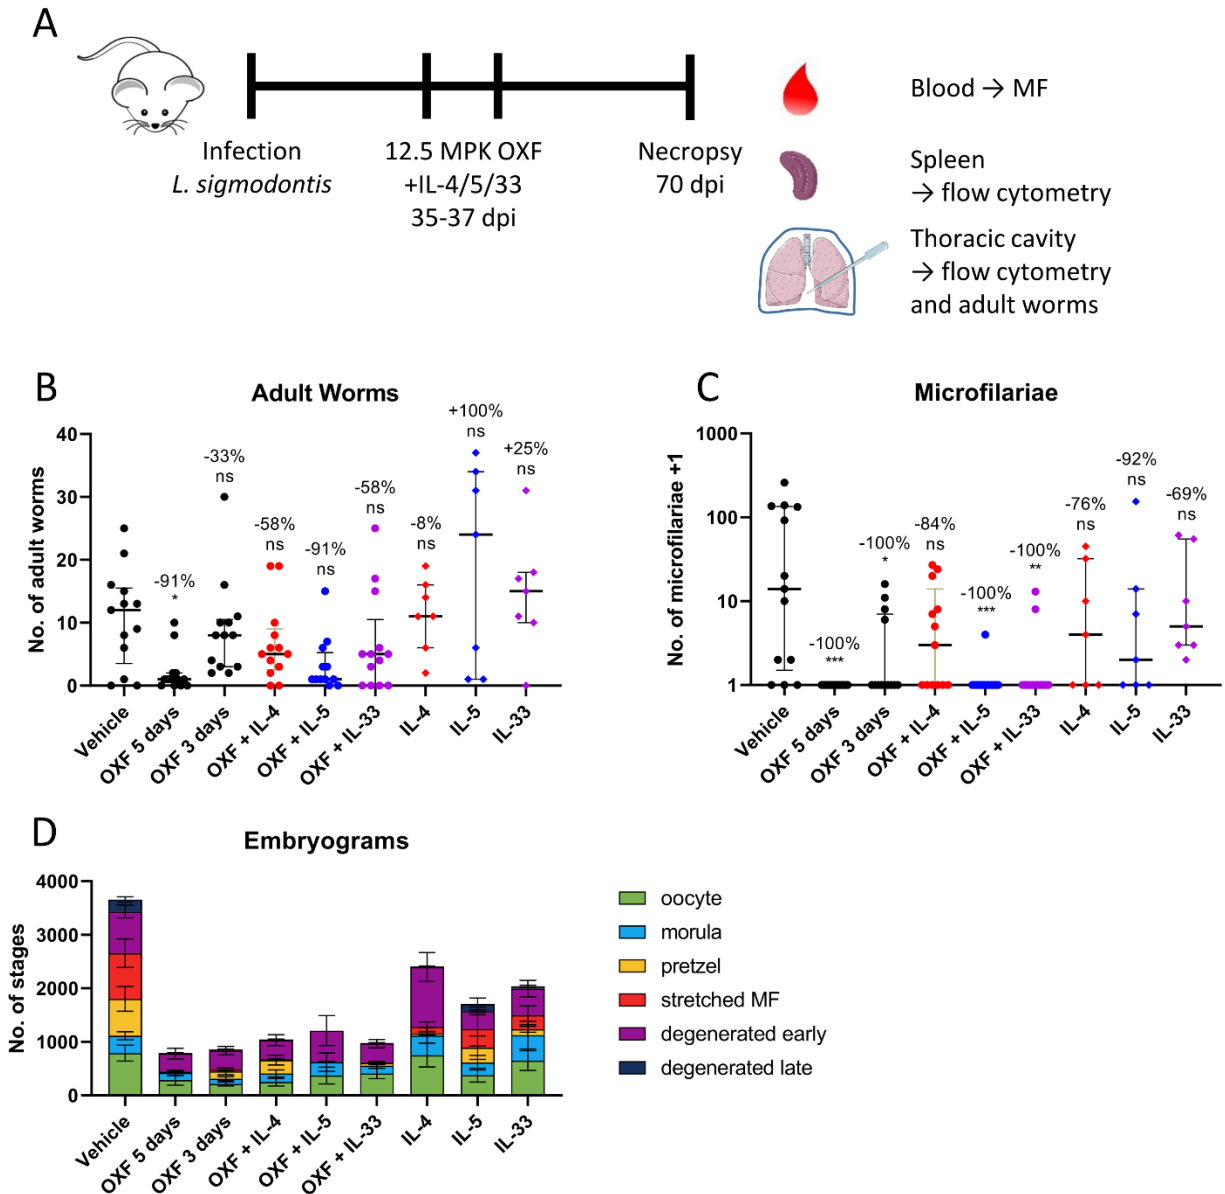 A
Infection
L. sigmodontis
12.5 MPK OXF
+IL-4/5/33
35-37 dpi
Necropsy
70 dpi
Blood → MF
Spleen
→ flow cytometry
Thoracic cavity
→ flow cytometry
and adult worms
B
Adult Worms
No. of adult worms
40
30
20
10
0
-91%
*
-33%
ns
-58%
ns
-91%
ns
-58%
ns
-8%
ns
+100%
ns
+25%
ns
Vehicle
OXF 5 days
OXF 3 days
OXF + IL-4
OXF + IL-5
OXF + IL-33
IL-4
IL-5
IL-33
C
Microfilariae
No. of microfilariae +1
1000
100
10
1
-100%
***
-100%
*
-84%
ns
-100%
***
-100%
**
-76%
ns
-92%
ns
-69%
ns
Vehicle
OXF 5 days
OXF 3 days
OXF + IL-4
OXF + IL-5
OXF + IL-33
IL-4
IL-5
IL-33
D
Embryograms
No. of stages
4000
3000
2000
1000
0
Vehicle
OXF 5 days
OXF 3 days
OXF + IL-4
OXF + IL-5
OXF + IL-33
IL-4
IL-5
IL-33
oocyte
morula
pretzel
stretched MF
degenerated early
degenerated late